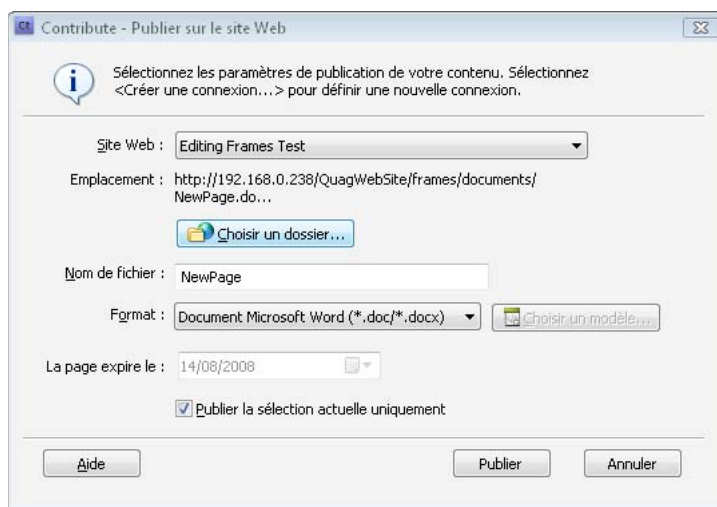 Ct Contribute - Publier sur le site Web
Sélectionnez les paramètres de publication de votre contenu. Sélectionnez
<Créer une connexion...> pour définir une nouvelle connexion.
Site Web : Editing Frames Test
Emplacement : http://192.168.0.238/QuagWebSite/frames/documents/
NewPage.do...
Choisir un dossier...
Nom de fichier : NewPage
Format : Document Microsoft Word (*.doc/*.docx) Choisir un modèle...
La page expire le : 14/08/2008
Publier la sélection actuelle uniquement
Aide Publier Annuler